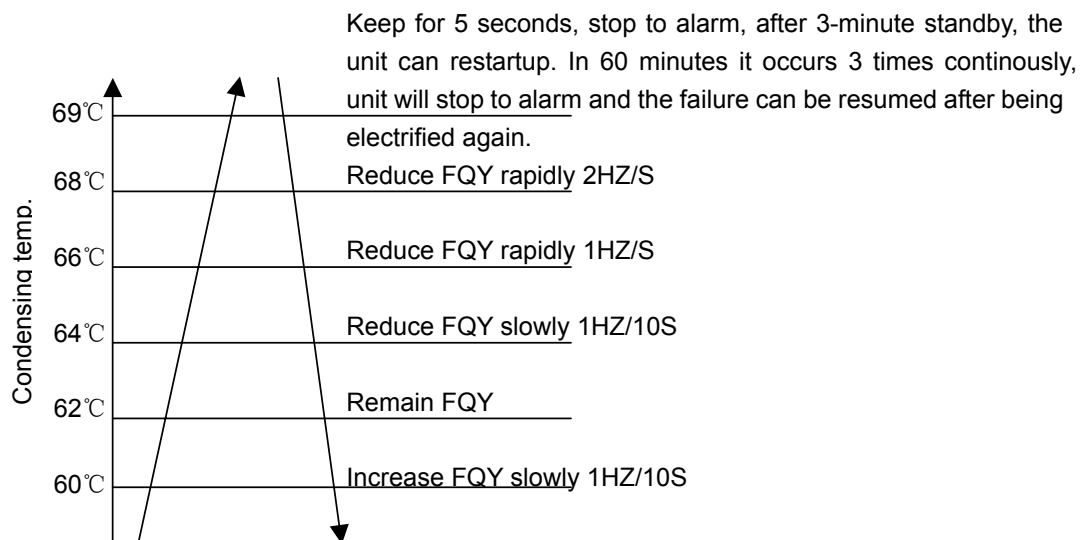 Keep for 5 seconds, stop to alarm, after 3-minute standby, the
unit can restartup. In 60 minutes it occurs 3 times continously,
unit will stop to alarm and the failure can be resumed after being
electrified again.
69℃
68℃
Reduce FQY rapidly 2HZ/S
66℃
Reduce FQY rapidly 1HZ/S
64℃
Reduce FQY slowly 1HZ/10S
62℃
Remain FQY
60℃
Increase FQY slowly 1HZ/10S
Condensing temp.